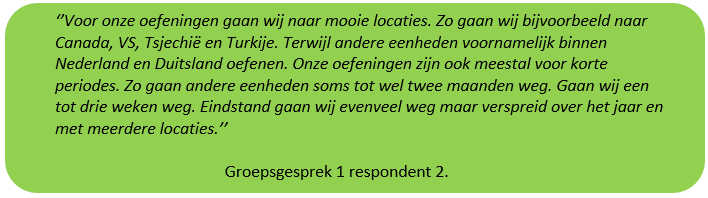 ‘’Voor onze oefeningen gaan wij naar mooie locaties. Zo gaan wij bijvoorbeeld naar
Canada, VS, Tsjechië en Turkije. Terwijl andere eenheden voornamelijk binnen
Nederland en Duitsland oefenen. Onze oefeningen zijn ook meestal voor korte
periodes. Zo gaan andere eenheden soms tot wel twee maanden weg. Gaan wij een
tot drie weken weg. Eindstand gaan wij evenveel weg maar verspreid over het jaar en
met meerdere locaties.’’
Groepsgesprek 1 respondent 2.